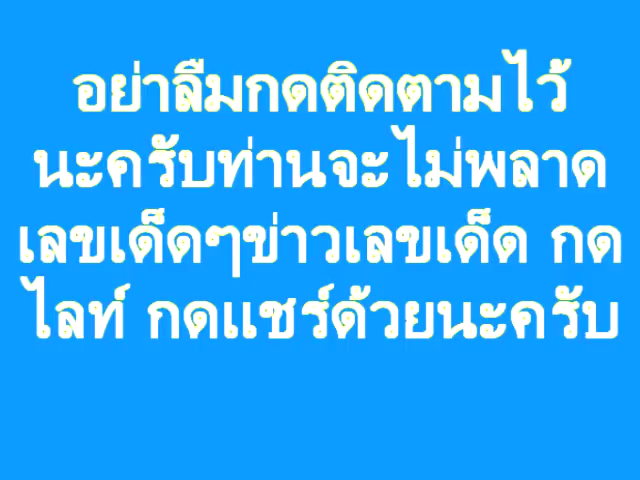 อย่าลืมกดติดตามไว้
นะครับท่านจะไม่พลาด
เลขเด็ดๆข่าวเลขเด็ด กด
ไลท์ กดแชร์ด้วยนะครับ